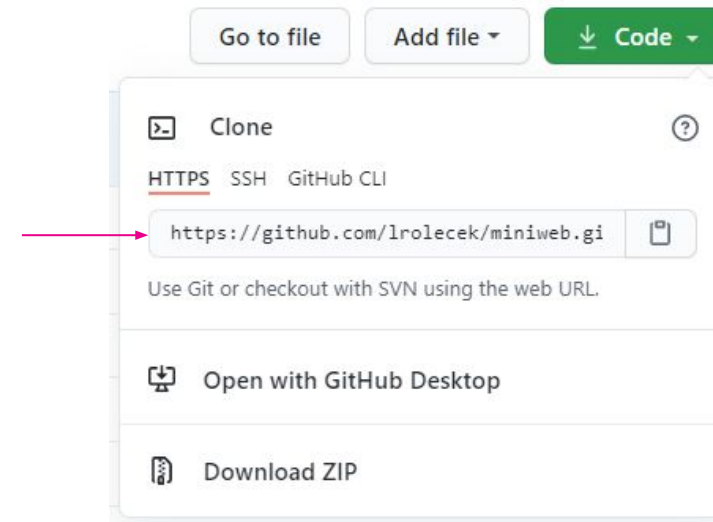 Go to file Add file Code
Clone
HTTPS SSH GitHub CLI
https://github.com/lrolecek/miniweb.gi
Use Git or checkout with SVN using the web URL.
Open with GitHub Desktop
Download ZIP